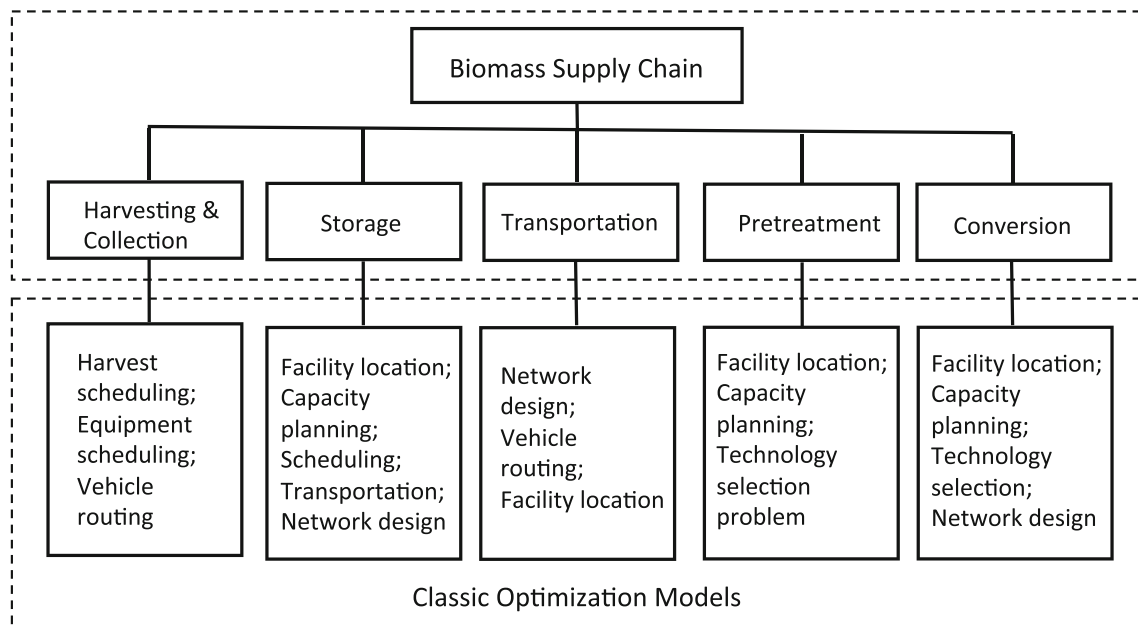 Biomass Supply Chain
Harvesting &
Collection
Storage
Transportation
Pretreatment
Conversion
Harvest
scheduling;
Equipment
scheduling;
Vehicle
routing
Facility location;
Capacity
planning;
Scheduling;
Transportation;
Network design
Network
design;
Vehicle
routing;
Facility location
Facility location;
Capacity
planning;
Technology
selection
problem
Facility location;
Capacity
planning;
Technology
selection;
Network design
Classic Optimization Models